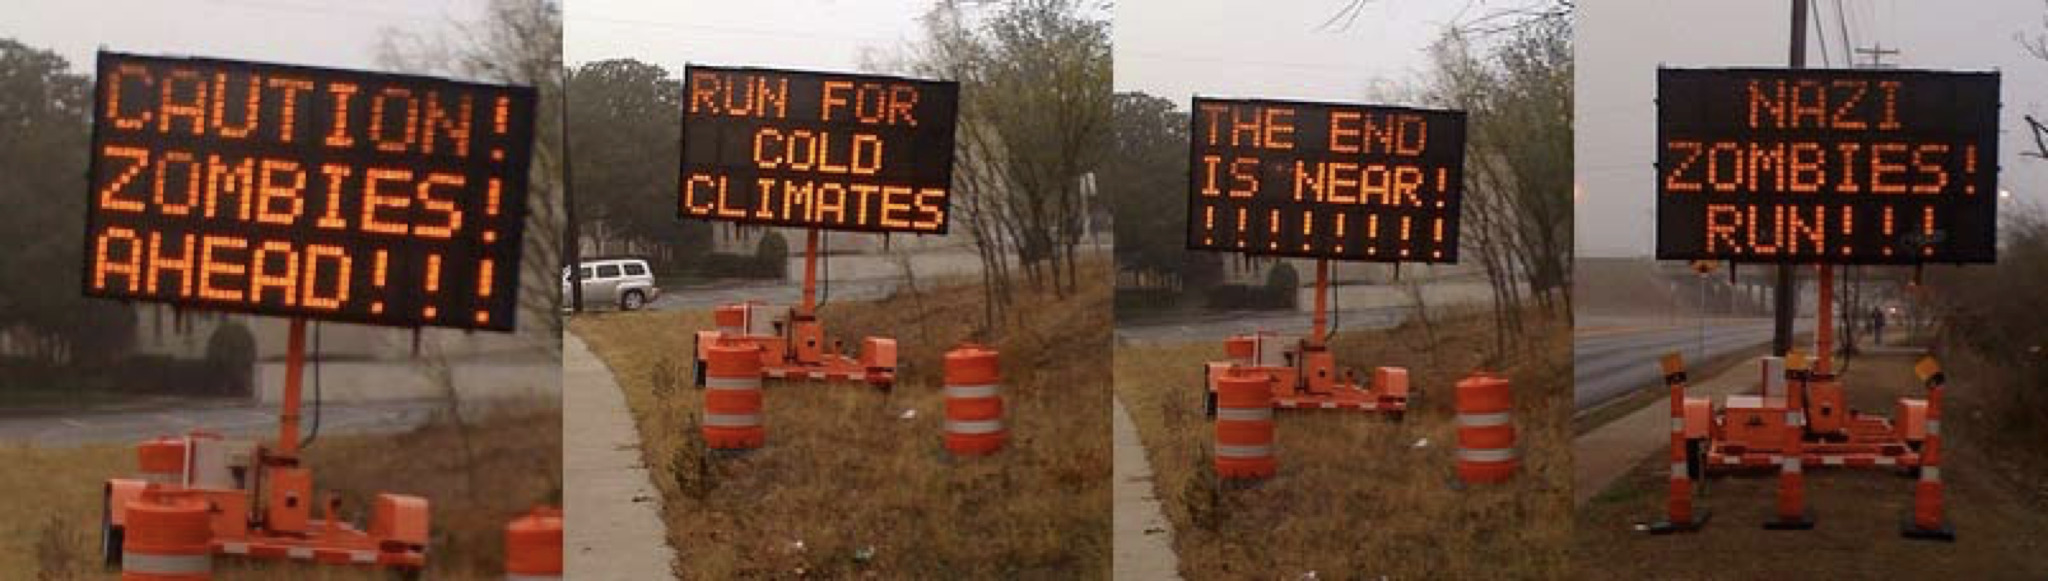 CAUTION!
ZOMBIES!
AHEAD!!!
RUN FOR
COLD
CLIMATES
THE END
IS NEAR!
!!!!!!!!
NAZI
ZOMBIES!
RUN!!!